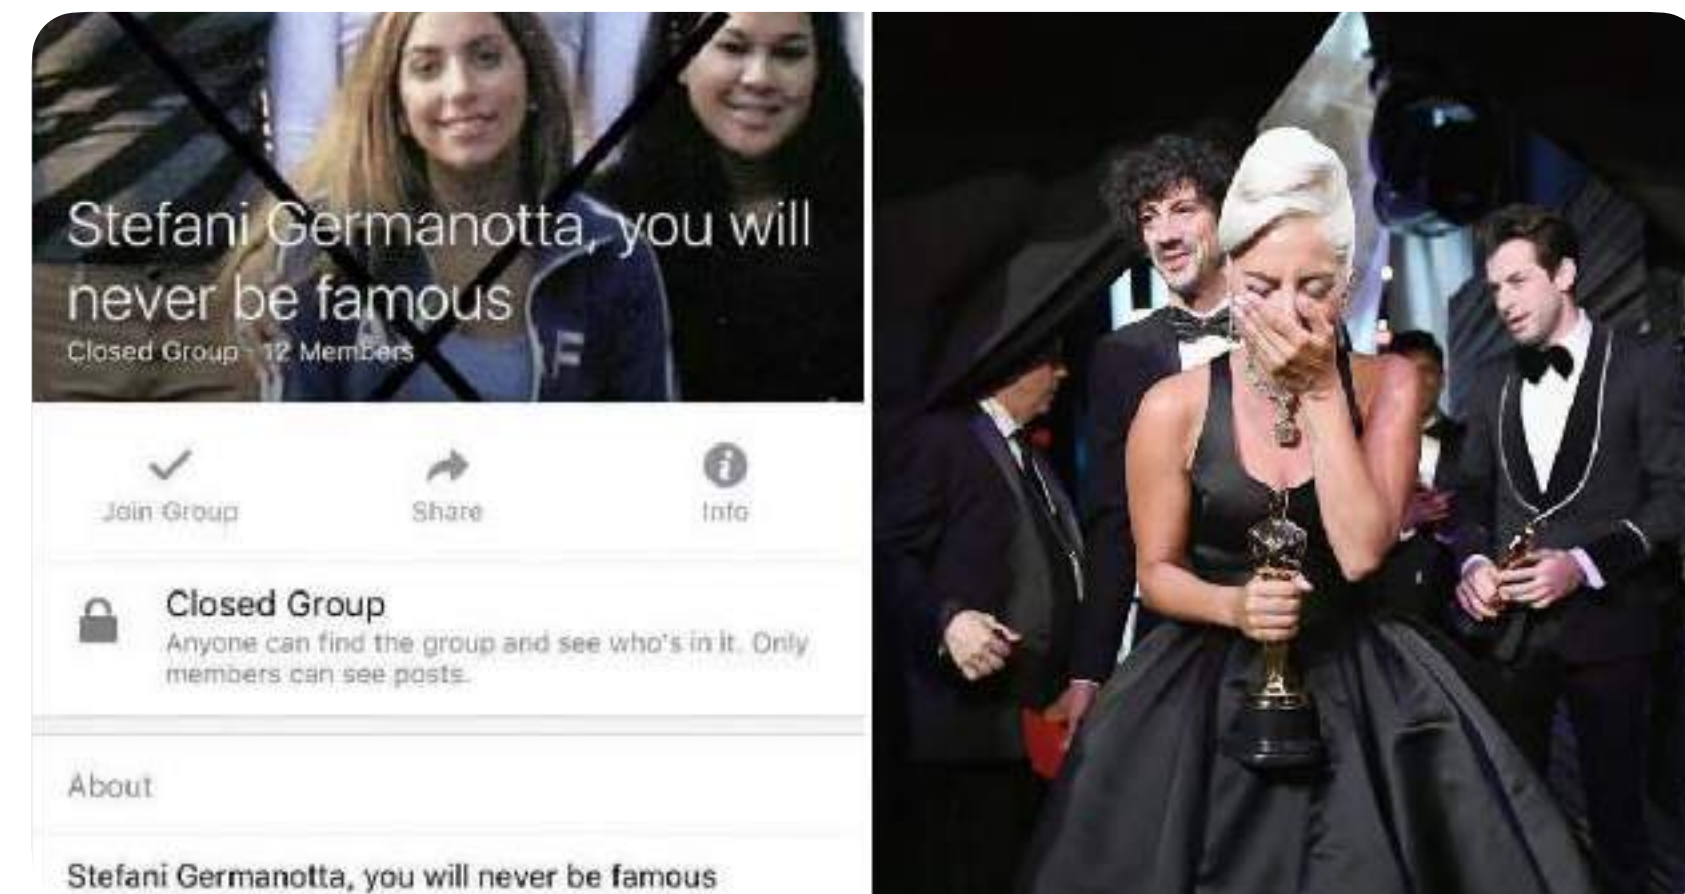 Stefani Germanotta, you will
never be famous
Closed Group · 12 Members
F
Join Group
Share
Info
Closed Group
Anyone can find the group and see who's in it. Only
members can see posts.
About
Stefani Germanotta, you will never be famous